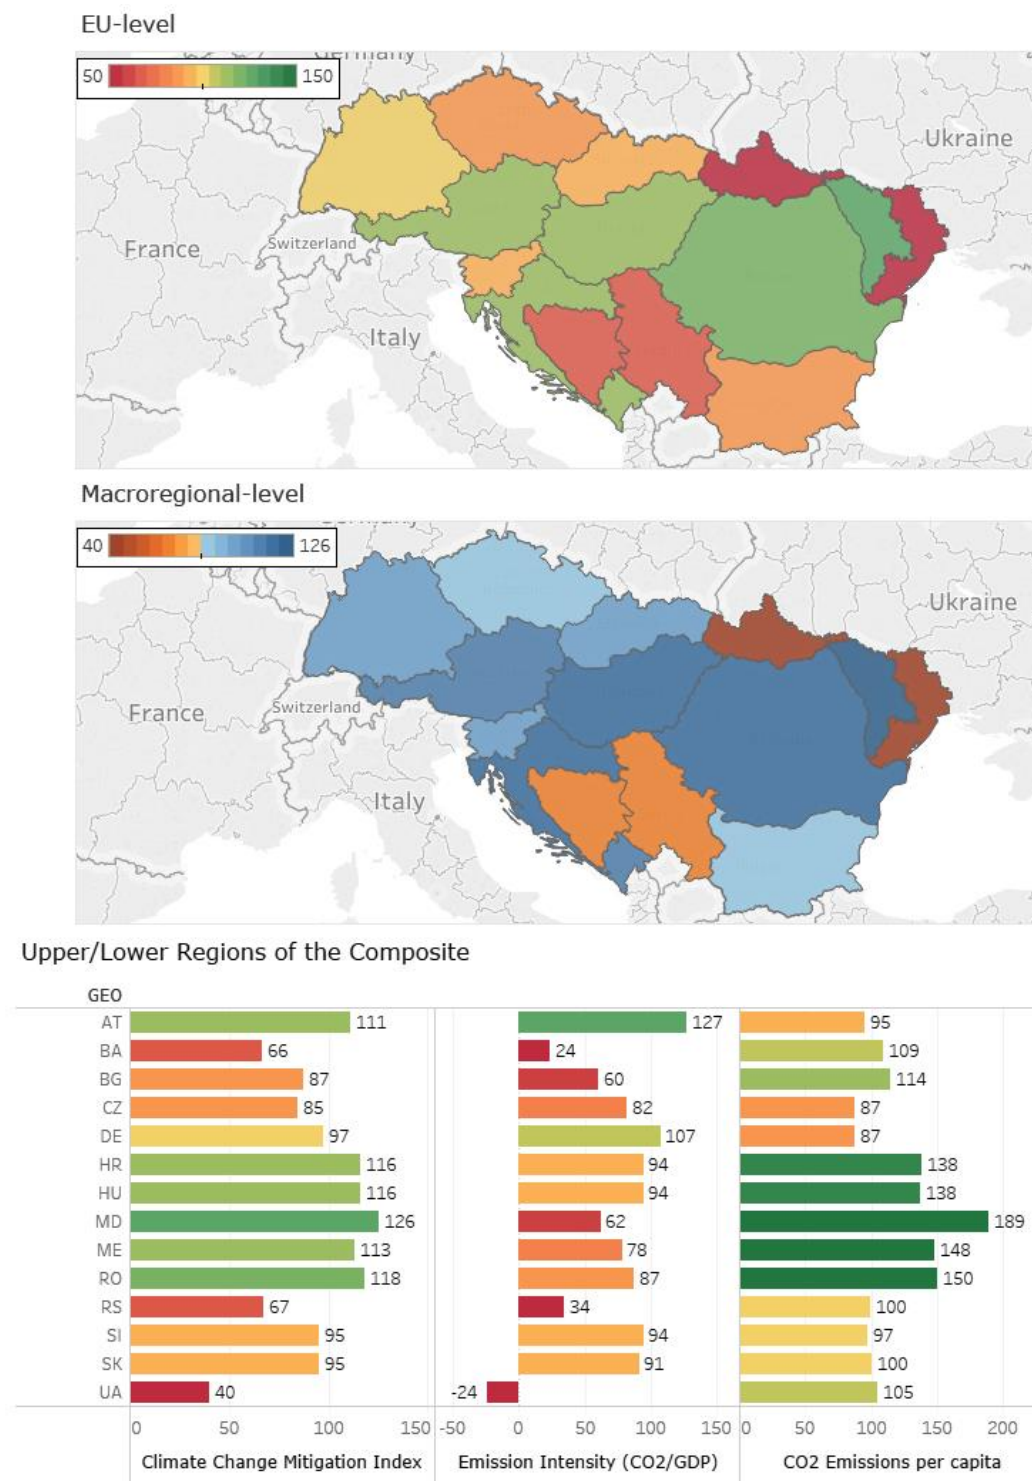 EU-level
Germany
50 150
Ukraine
France
Switzerland
Italy
Macroregional-level
Germany
40 126
Ukraine
France
Switzerland
Italy
Upper/Lower Regions of the Composite
GEO
AT 111 127 95
BA 66 24 109
BG 87 60 114
CZ 85 82 87
DE 97 107 87
HR 116 94 138
HU 116 94 138
MD 126 62 189
ME 113 78 148
RO 118 87 150
RS 67 34 100
SI 95 94 97
SK 95 91 100
UA 40 -24 105
0 50 100 150 -50 0 50 100 150 0 50 100 150 200
Climate Change Mitigation Index Emission Intensity (CO2/GDP) CO2 Emissions per capita